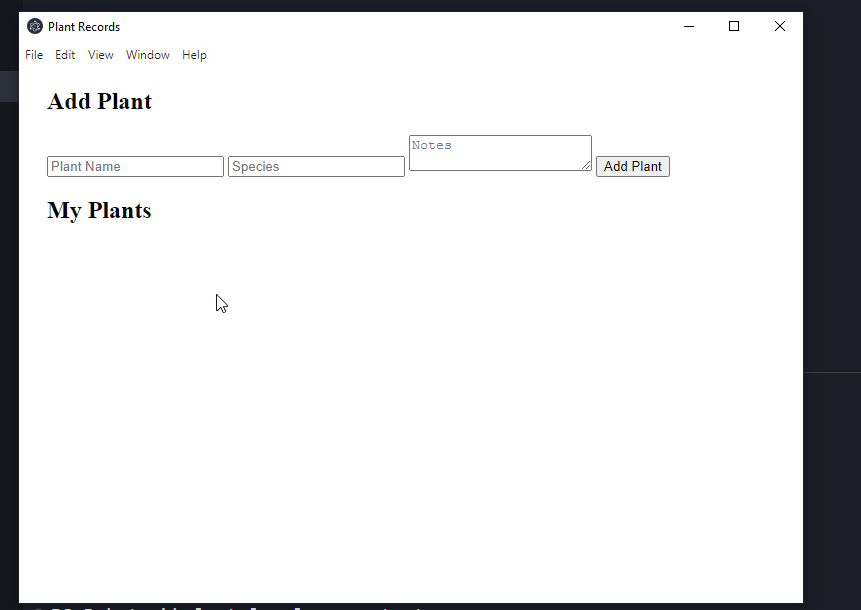 Plant Records
File Edit View Window Help
Add Plant
Plant Name Species Notes Add Plant
My Plants